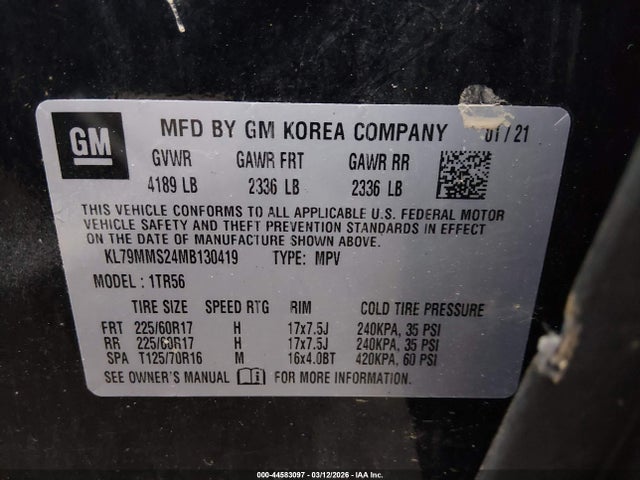 GM
MFD BY GM KOREA COMPANY 01/21
GVWR GAWR FRT GAWR RR
4189 LB 2336 LB 2336 LB
THIS VEHICLE CONFORMS TO ALL APPLICABLE U.S. FEDERAL MOTOR
VEHICLE SAFETY AND THEFT PREVENTION STANDARDS IN EFFECT
ON THE DATE OF MANUFACTURE SHOWN ABOVE.
KL79MMS24MB130419 TYPE: MPV
MODEL: 1TR56
TIRE SIZE SPEED RTG RIM COLD TIRE PRESSURE
FRT 225/60R17 H 17x7.5J 240KPA, 35 PSI
RR 225/60R17 H 17x7.5J 240KPA, 35 PSI
SPA T125/70R16 M 16x4.0BT 420KPA, 60 PSI
SEE OWNER'S MANUAL FOR MORE INFORMATION.
000-44583097 - 03/12/2026 - IAA Inc.